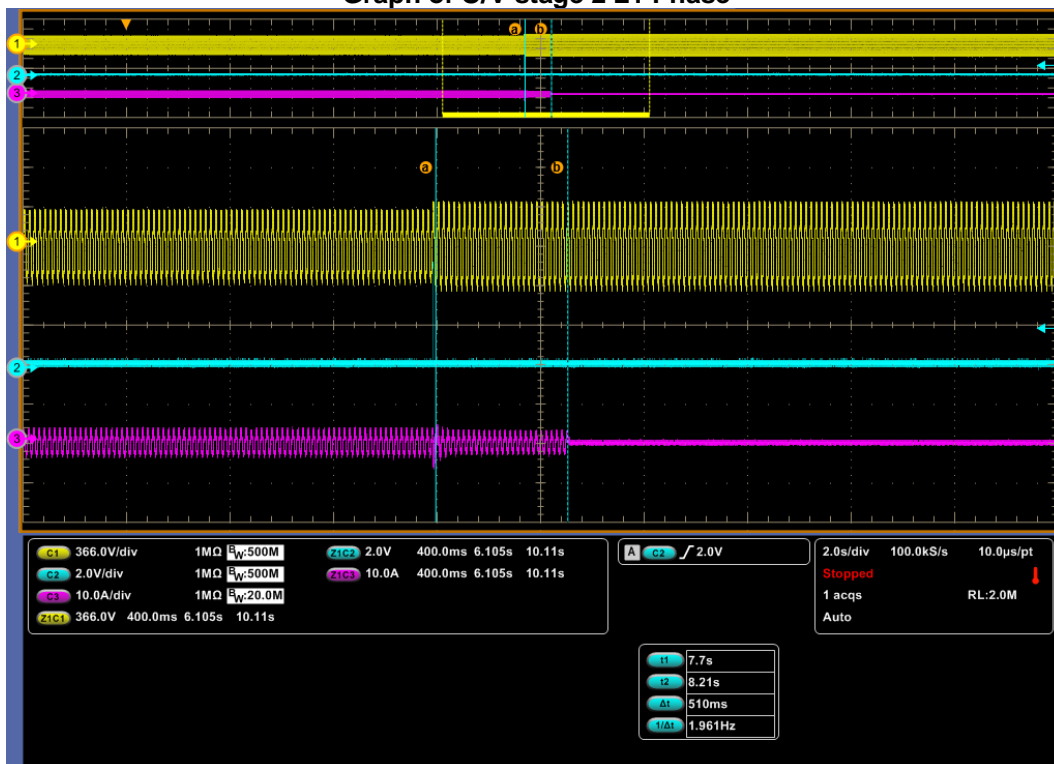 Graph of O/V stage 2 L1 Phase
a b
1
2
3
a b
1
2
3
C1 366.0V/div 1MΩ BW:500M
C2 2.0V/div 1MΩ BW:500M
C3 10.0A/div 1MΩ BW:20.0M
Z1C1 366.0V 400.0ms 6.105s 10.11s
Z1C2 2.0V 400.0ms 6.105s 10.11s
Z1C3 10.0A 400.0ms 6.105s 10.11s
A C2 2.0V
2.0s/div 100.0kS/s 10.0µs/pt
Stopped
1 acqs RL:2.0M
Auto
t1 7.7s
t2 8.21s
Δt 510ms
1/Δt 1.961Hz